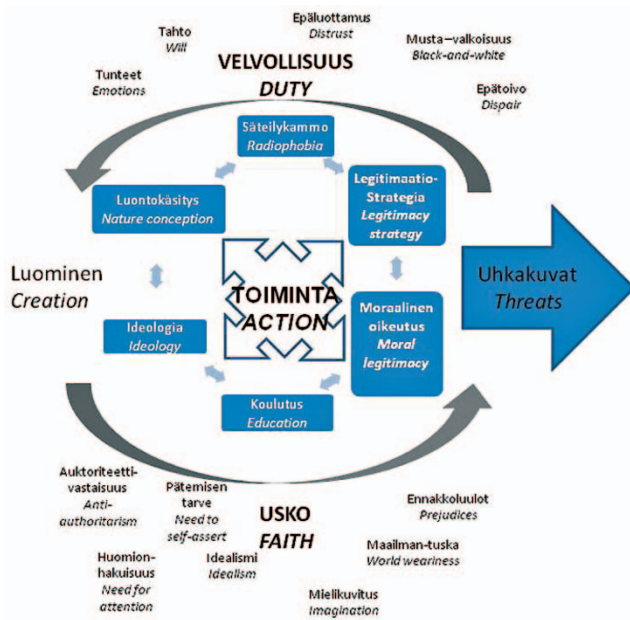 Epäluottamus
Distrust
Tahto
Will
Musta–valkoisuus
Black-and-white
Tunteet
Emotions
VELVOLLISUUS
DUTY
Epätoivo
Dispair
Säteilykammo
Radiophobia
Luontokäsitys
Nature conception
Legitimaatio-
Strategia
Legitimacy
strategy
Luominen
Creation
TOIMINTA
ACTION
Uhkakuvat
Threats
Ideologia
Ideology
Moraalinen
oikeutus
Moral
legitimacy
Koulutus
Education
Auktoriteetti-
vastaisuus
Anti-
authoritarism
Pätemisen
tarve
Need to
self-assert
USKO
FAITH
Ennakkoluulot
Prejudices
Huomion-
hakuisuus
Need for
attention
Idealismi
Idealism
Maailman-tuska
World weariness
Mielikuvitus
Imagination